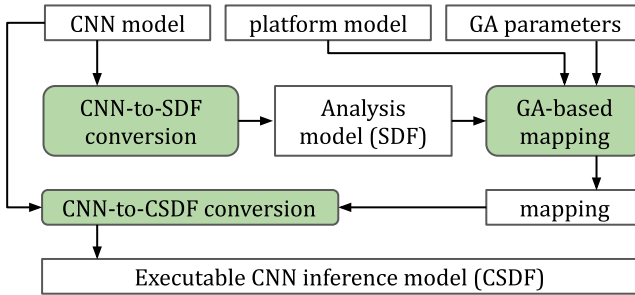 CNN model
platform model
GA parameters
CNN-to-SDF
conversion
Analysis
model (SDF)
GA-based
mapping
CNN-to-CSDF conversion
mapping
Executable CNN inference model (CSDF)